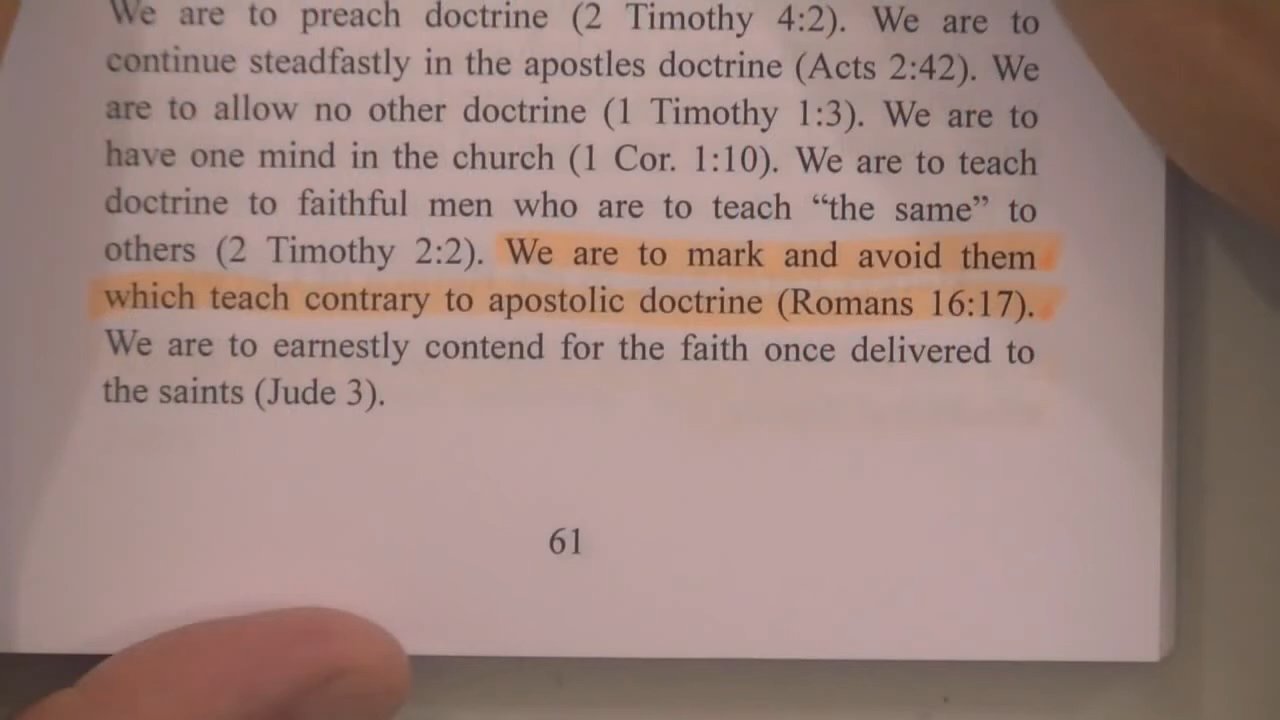 We are to preach doctrine (2 Timothy 4:2). We are to
continue steadfastly in the apostles doctrine (Acts 2:42). We
are to allow no other doctrine (1 Timothy 1:3). We are to
have one mind in the church (1 Cor. 1:10). We are to teach
doctrine to faithful men who are to teach “the same” to
others (2 Timothy 2:2). We are to mark and avoid them
which teach contrary to apostolic doctrine (Romans 16:17).
We are to earnestly contend for the faith once delivered to
the saints (Jude 3).
61